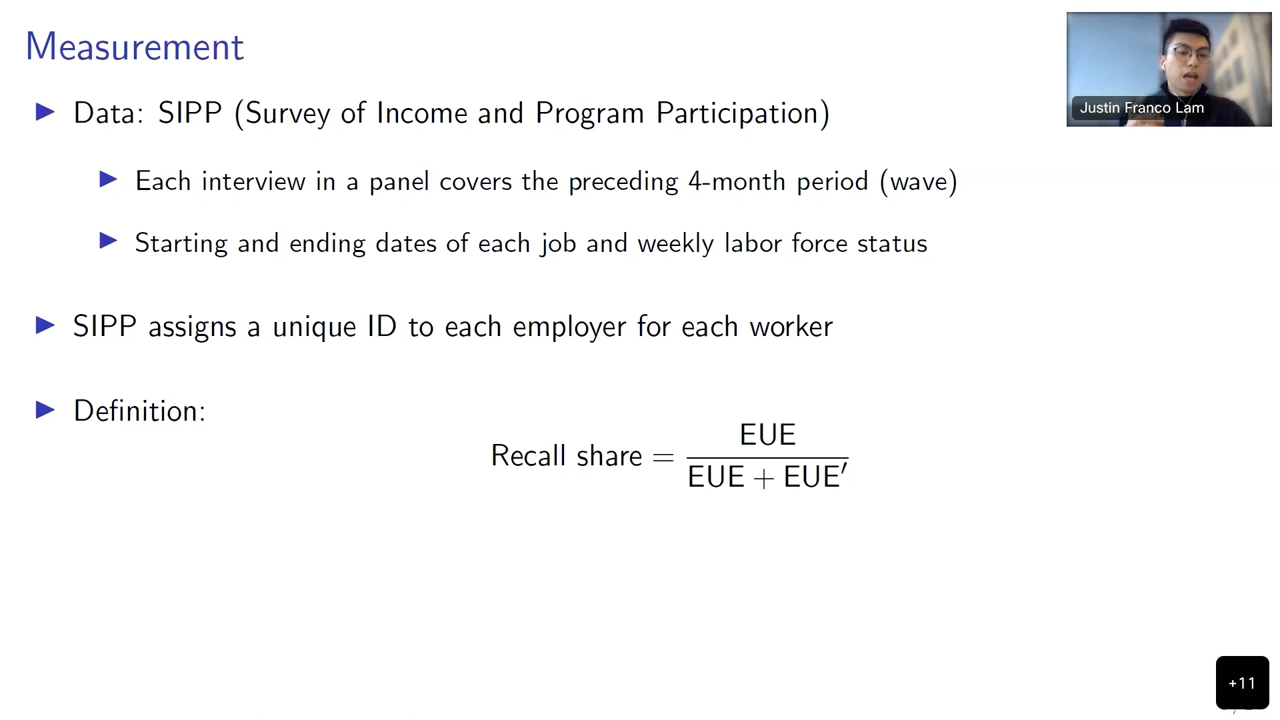 Measurement
Justin Franco Lam
▶ Data: SIPP (Survey of Income and Program Participation)
▶ Each interview in a panel covers the preceding 4-month period (wave)
▶ Starting and ending dates of each job and weekly labor force status
▶ SIPP assigns a unique ID to each employer for each worker
▶ Definition:
Recall share = EUE / (EUE + EUE′)
+11